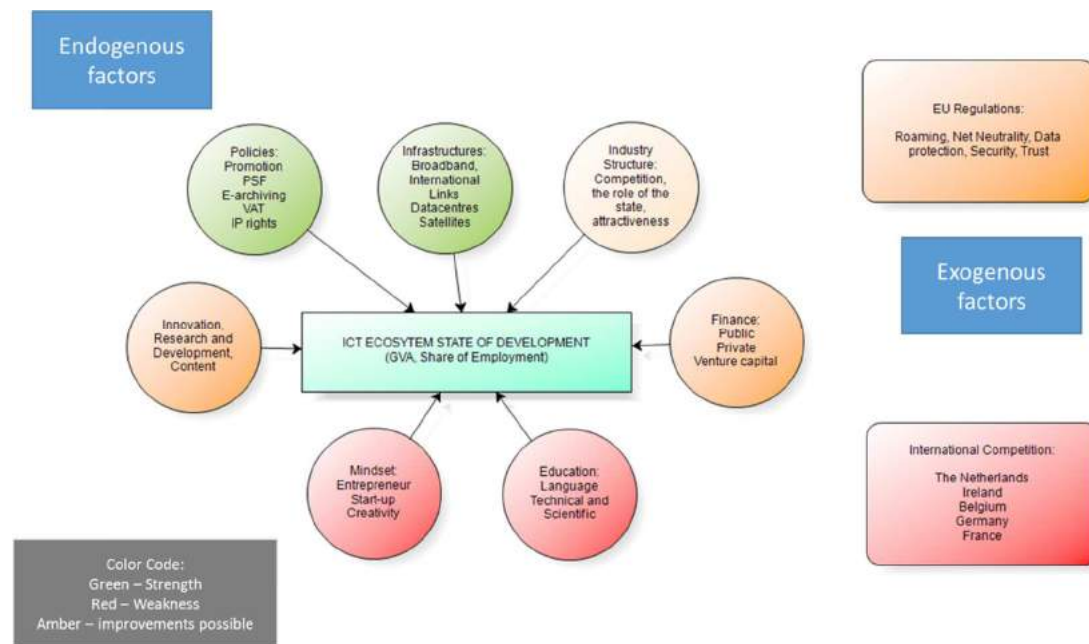 Endogenous
factors
EU Regulations:
Roaming, Net Neutrality, Data
protection, Security, Trust
Policies:
Promotion
PSF
E-archiving
VAT
IP rights
Infrastructures:
Broadband,
International
Links
Datacentres
Satellites
Industry
Structure:
Competition,
the role of the
state,
attractiveness
Exogenous
factors
Innovation,
Research and
Development,
Content
ICT ECOSYTEM STATE OF DEVELOPMENT
(GVA, Share of Employment)
Finance:
Public
Private
Venture capital
Mindset:
Entrepreneur
Start-up
Creativity
Education:
Language
Technical and
Scientific
International Competition:
The Netherlands
Ireland
Belgium
Germany
France
Color Code:
Green – Strength
Red – Weakness
Amber – improvements possible